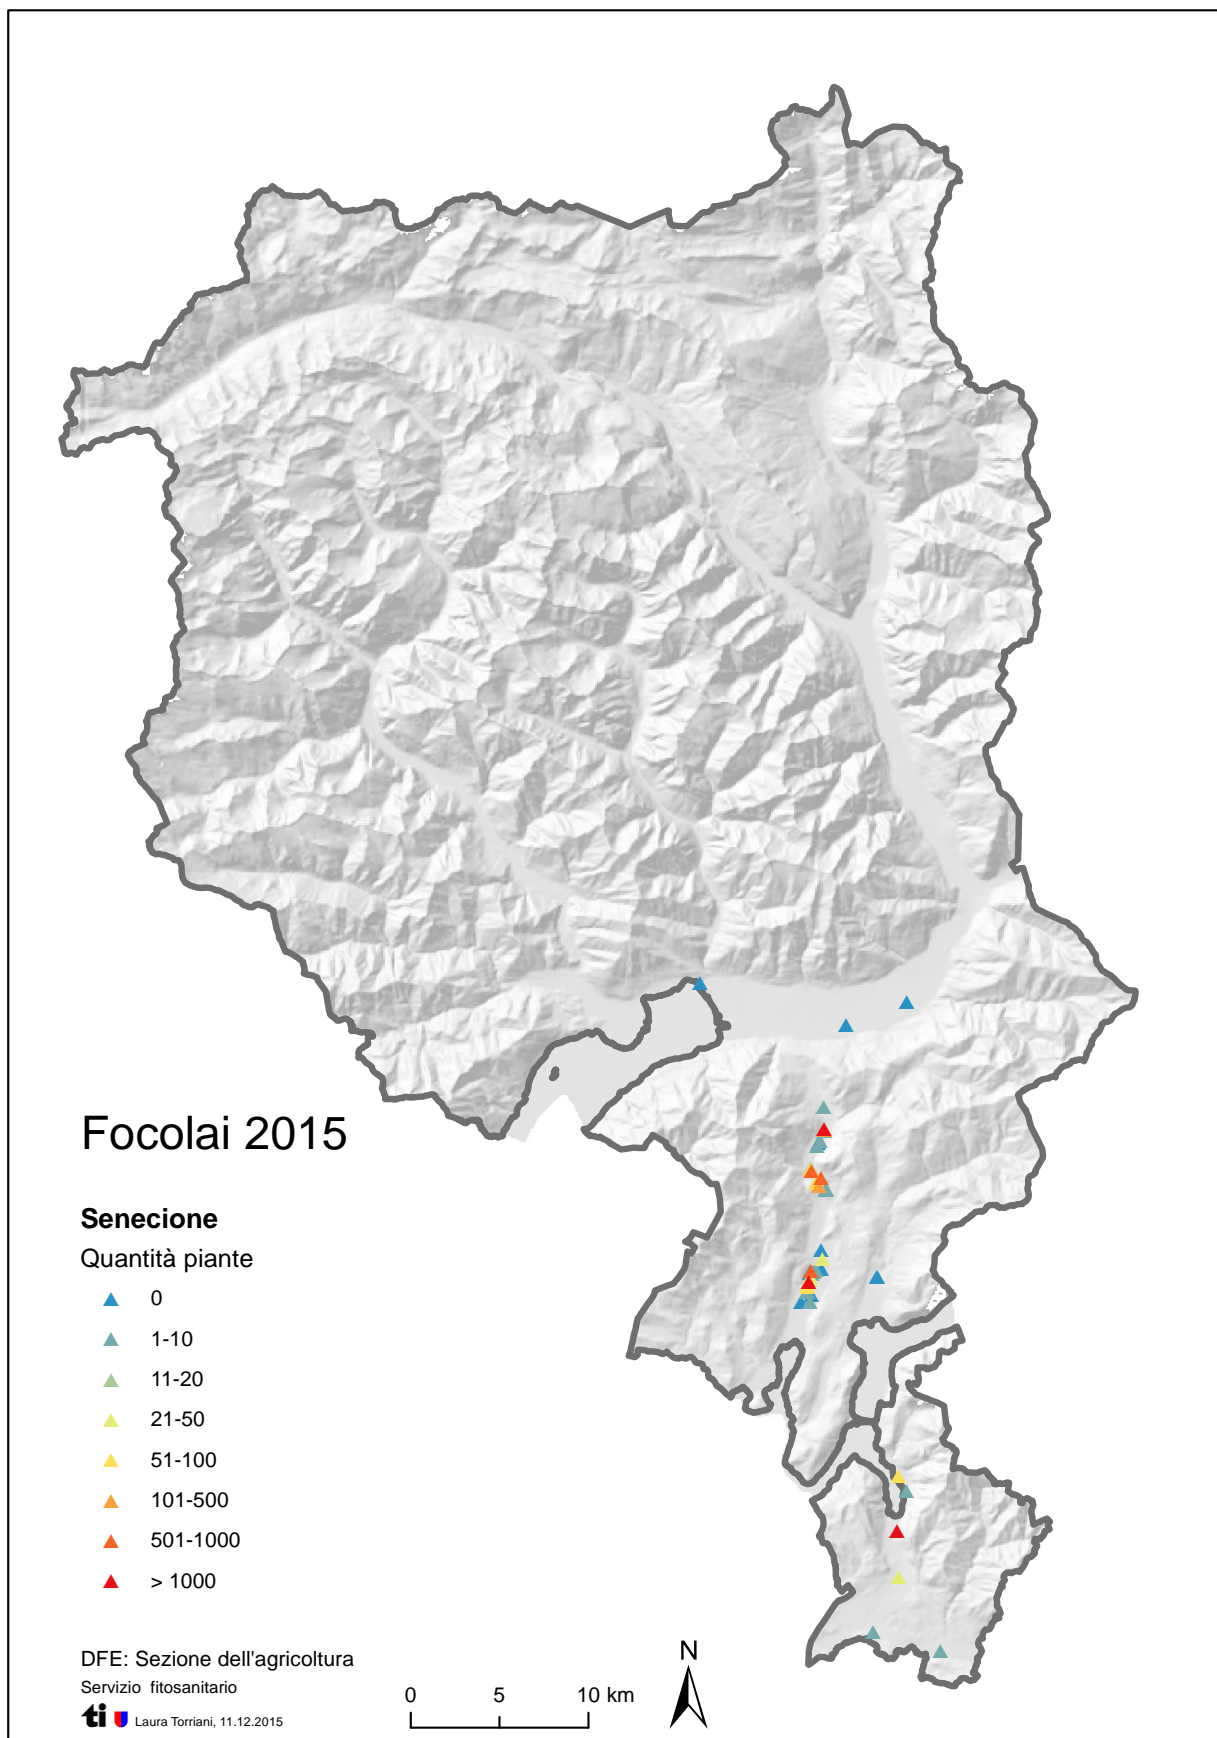 Focolai 2015
Senecione
Quantità piante
0
1-10
11-20
21-50
51-100
101-500
501-1000
> 1000
DFE: Sezione dell'agricoltura
Servizio fitosanitario
ti Laura Torriani, 11.12.2015
0 5 10 km
N